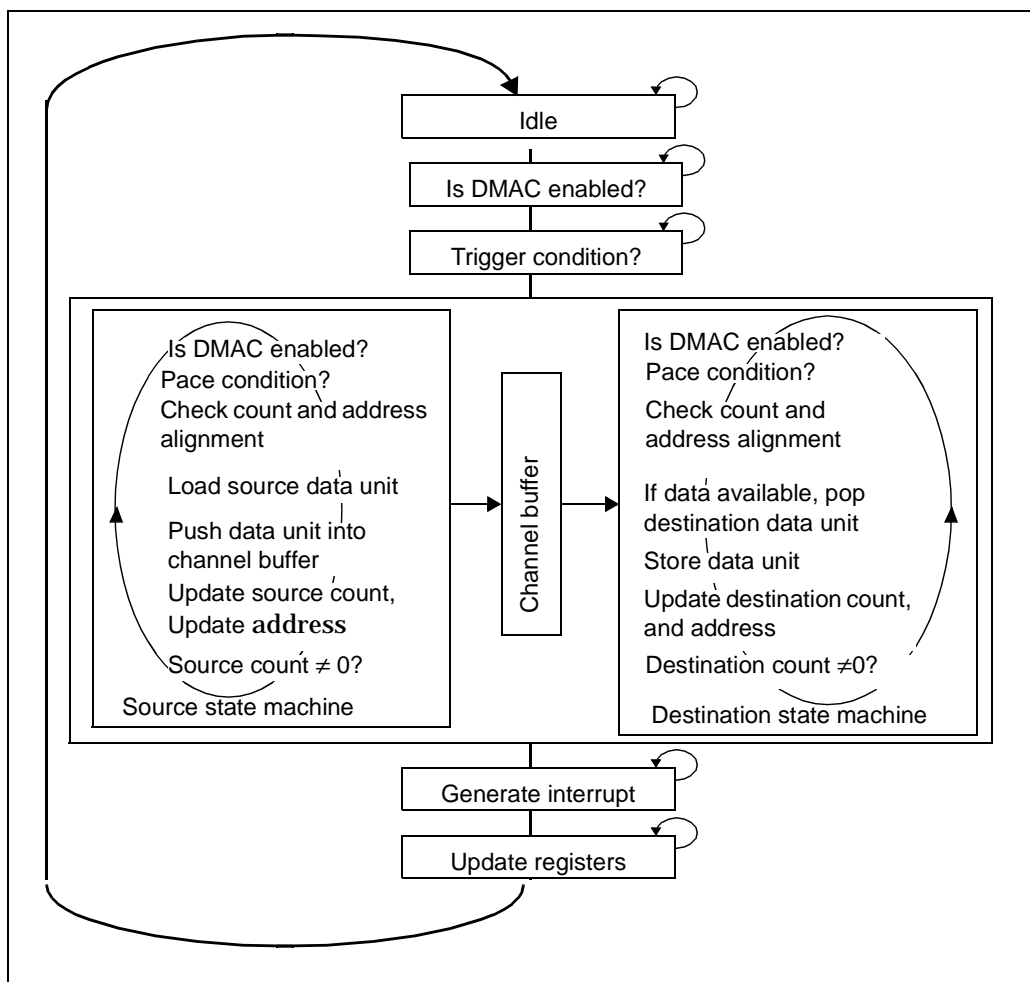 Idle
Is DMAC enabled?
Trigger condition?
Is DMAC enabled?
Pace condition?
Check count and address
alignment
Load source data unit
Push data unit into
channel buffer
Update source count,
Update address
Source count ≠ 0?
Source state machine
Channel buffer
Is DMAC enabled?
Pace condition?
Check count and
address alignment
If data available, pop
destination data unit
Store data unit
Update destination count,
and address
Destination count ≠0?
Destination state machine
Generate interrupt
Update registers